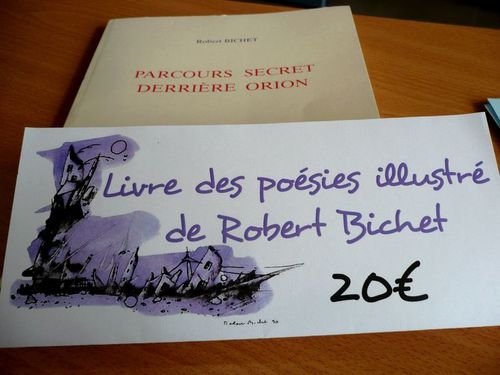 Robert BICHET
PARCOURS SECRET
DERRIÈRE ORION
Livre des poésies illustré
de Robert Bichet
20€